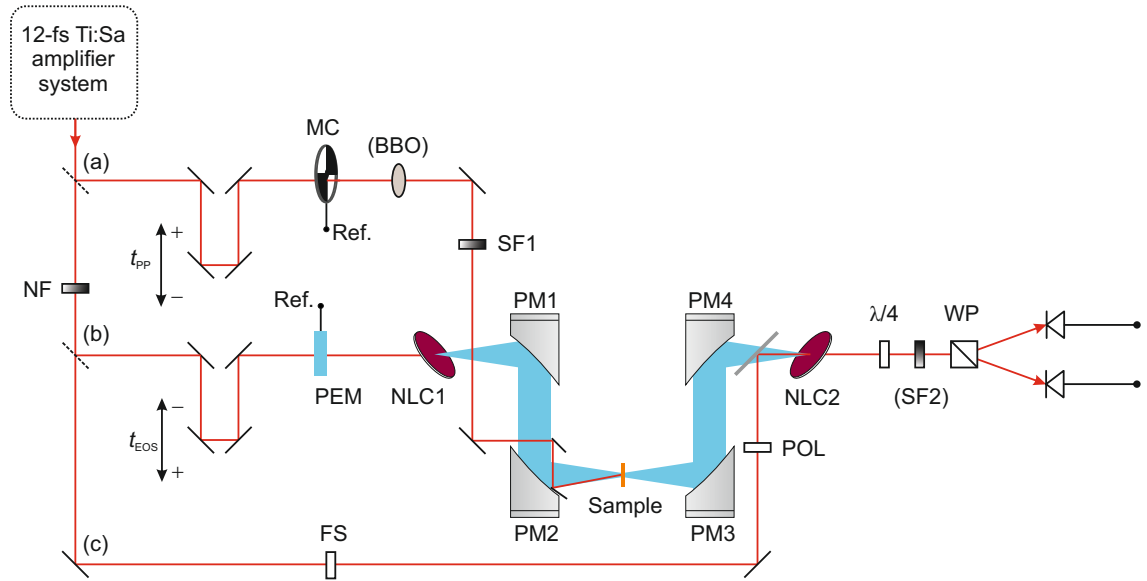 12-fs Ti:Sa
amplifier
system
(a)
MC
(BBO)
Ref.
SF1
+
t_PP
−
NF
(b)
Ref.
PEM
NLC1
PM1
PM4
λ/4
WP
NLC2
(SF2)
−
t_EOS
+
POL
Sample
PM2
PM3
(c)
FS